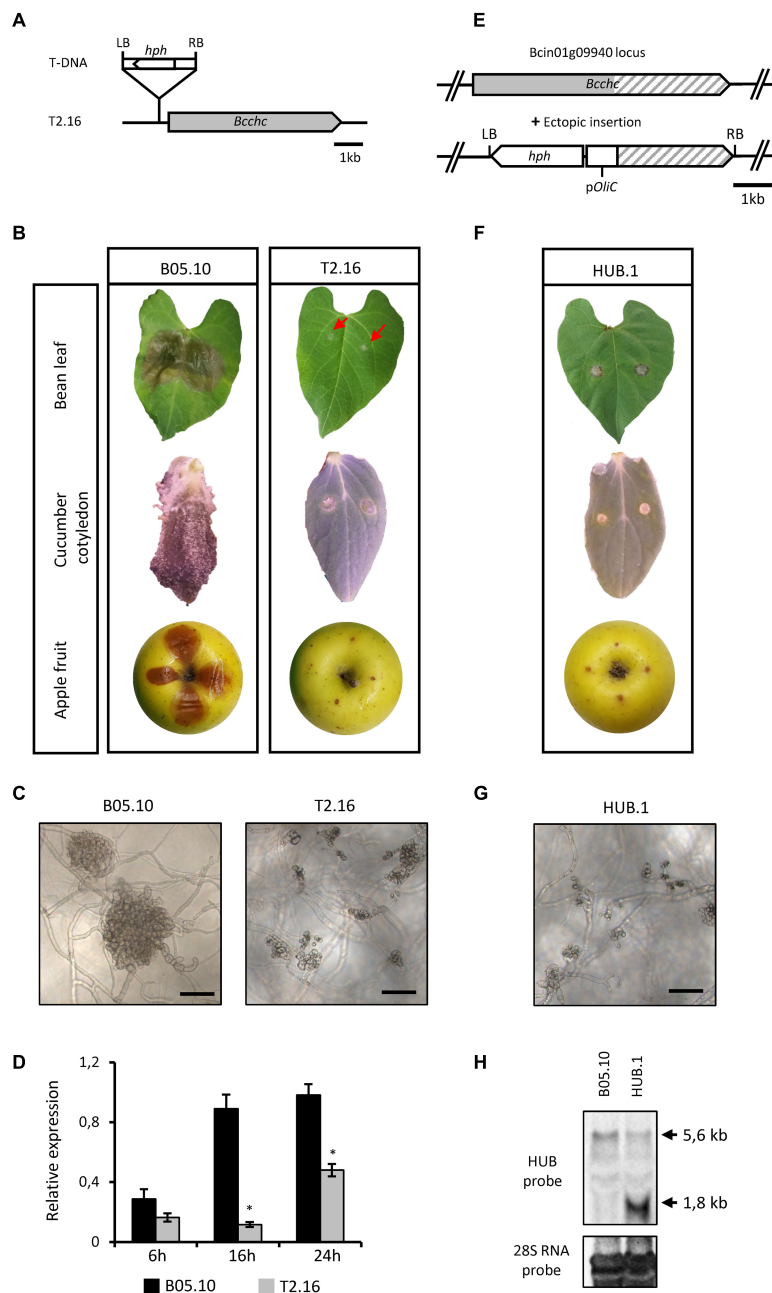 A
LB
hph
RB
T-DNA
T2.16
Bcchc
1kb
E
Bcin01g09940 locus
Bcchc
+ Ectopic insertion
LB
RB
hph
pOliC
1kb
B
B05.10
T2.16
Bean leaf
Cucumber
cotyledon
Apple fruit
F
HUB.1
C
B05.10
T2.16
G
HUB.1
D
Relative expression
1,2
0,8
0,4
0
*
*
6h
16h
24h
B05.10
T2.16
H
B05.10
HUB.1
HUB
probe
5,6 kb
1,8 kb
28S RNA
probe